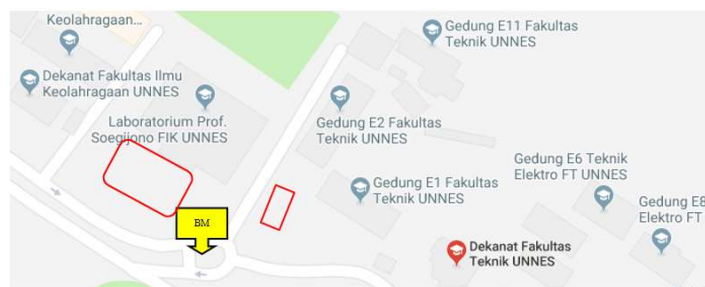 Keolahragaan...
Dekanat Fakultas Ilmu
Keolahragaan UNNES
Laboratorium Prof.
Soegijono FIK UNNES
Gedung E11 Fakultas
Teknik UNNES
Gedung E2 Fakultas
Teknik UNNES
Gedung E1 Fakultas
Teknik UNNES
Gedung E6 Teknik
Elektro FT UNNES
Gedung E8
Elektro FT
BM
Dekanat Fakultas
Teknik UNNES